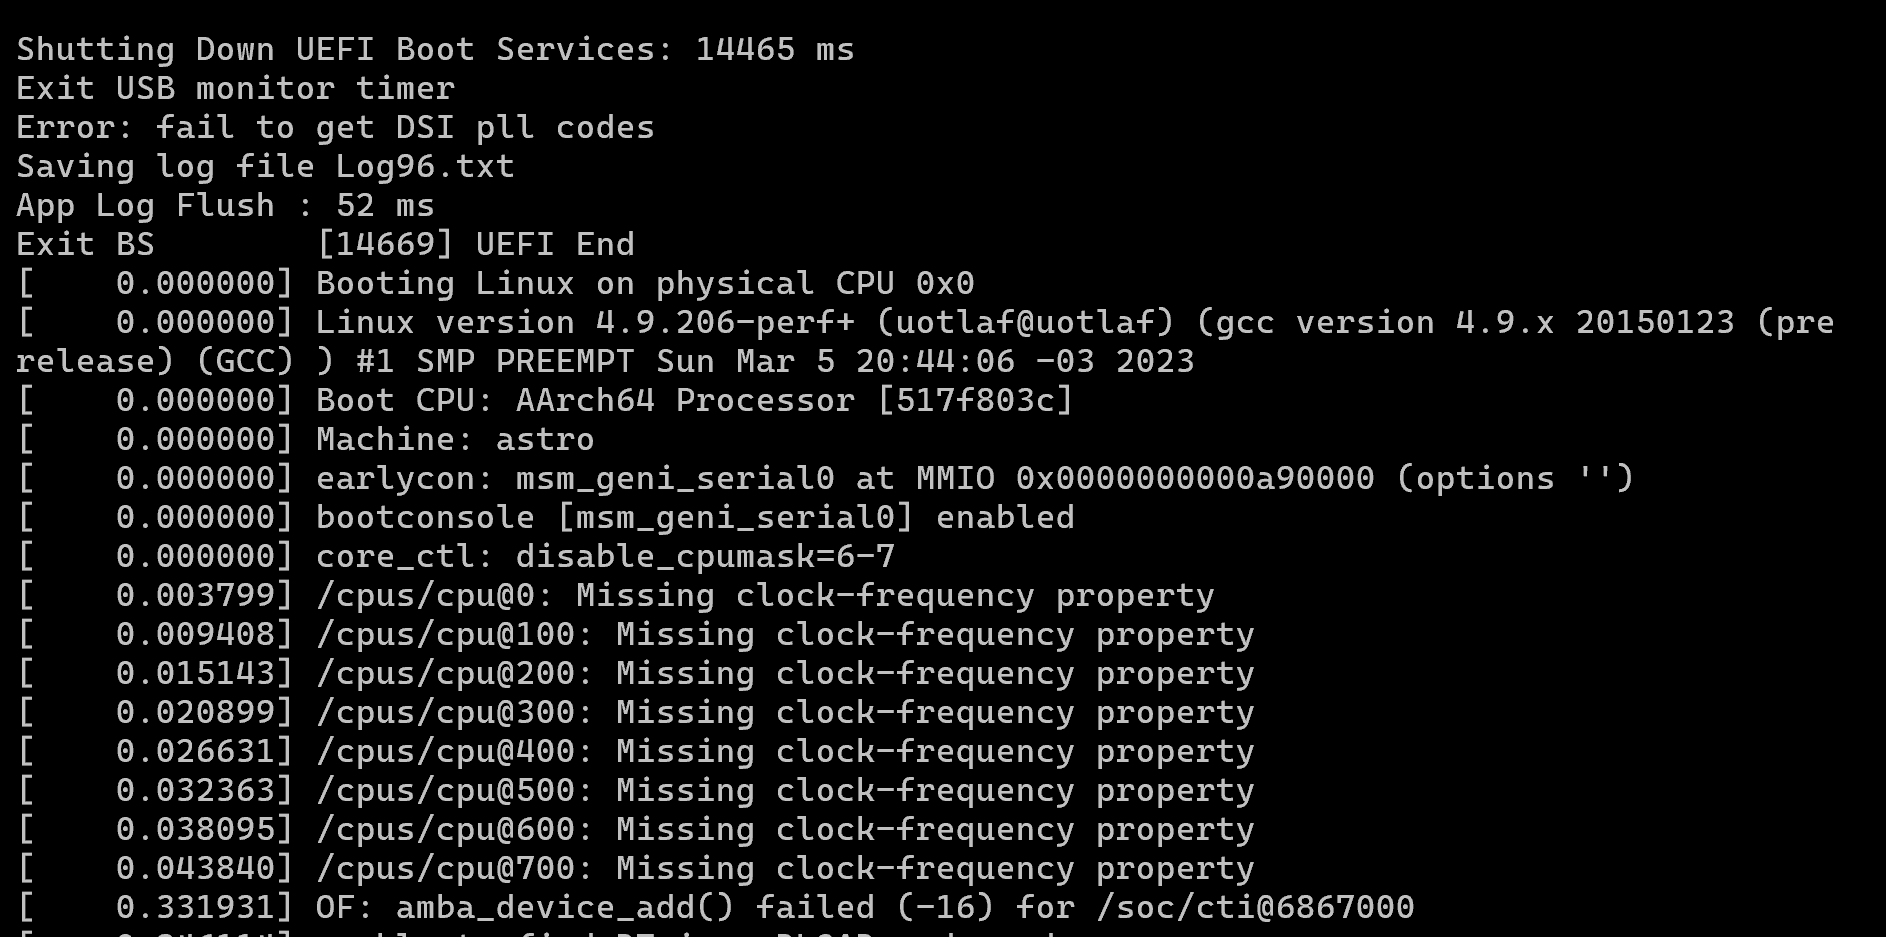 Shutting Down UEFI Boot Services: 14465 ms
Exit USB monitor timer
Error: fail to get DSI pll codes
Saving log file Log96.txt
App Log Flush : 52 ms
Exit BS        [14669] UEFI End
[    0.000000] Booting Linux on physical CPU 0x0
[    0.000000] Linux version 4.9.206-perf+ (uotlaf@uotlaf) (gcc version 4.9.x 20150123 (pre
release) (GCC) ) #1 SMP PREEMPT Sun Mar 5 20:44:06 -03 2023
[    0.000000] Boot CPU: AArch64 Processor [517f803c]
[    0.000000] Machine: astro
[    0.000000] earlycon: msm_geni_serial0 at MMIO 0x0000000000a90000 (options '')
[    0.000000] bootconsole [msm_geni_serial0] enabled
[    0.000000] core_ctl: disable_cpumask=6-7
[    0.003799] /cpus/cpu@0: Missing clock-frequency property
[    0.009408] /cpus/cpu@100: Missing clock-frequency property
[    0.015143] /cpus/cpu@200: Missing clock-frequency property
[    0.020899] /cpus/cpu@300: Missing clock-frequency property
[    0.026631] /cpus/cpu@400: Missing clock-frequency property
[    0.032363] /cpus/cpu@500: Missing clock-frequency property
[    0.038095] /cpus/cpu@600: Missing clock-frequency property
[    0.043840] /cpus/cpu@700: Missing clock-frequency property
[    0.331931] OF: amba_device_add() failed (-16) for /soc/cti@6867000